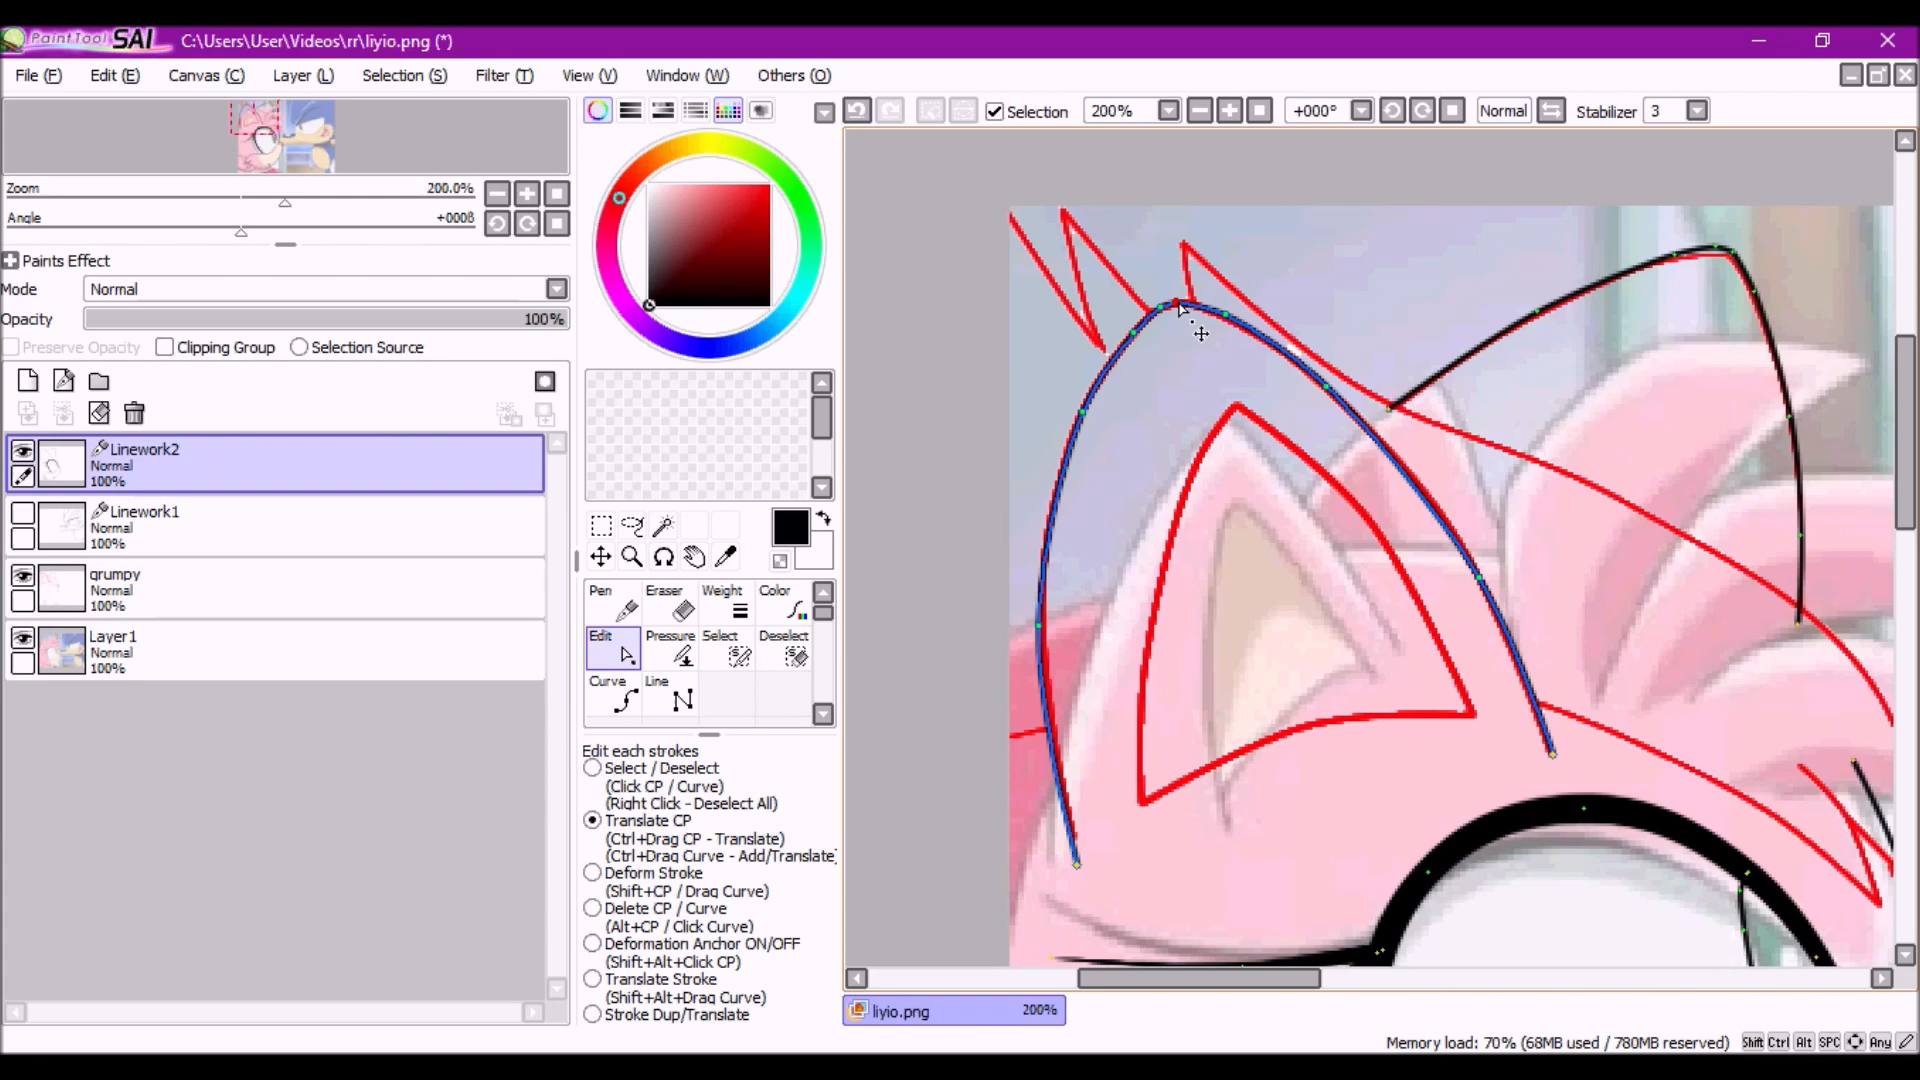 PaintTool SAI C:\Users\User\Videos\rr\liyio.png (*)
File (F) Edit (E) Canvas (C) Layer (L) Selection (S) Filter (T) View (V) Window (W) Others (O)
Selection 200% +000° Normal Stabilizer 3
Zoom 200.0%
Angle +000ß
Paints Effect
Mode Normal
Opacity 100%
Preserve Opacity Clipping Group Selection Source
Linework2
Normal
100%
Linework1
Normal
100%
grumpy
Normal
100%
Layer1
Normal
100%
Pen Eraser Weight Color
Edit Pressure Select Deselect
Curve Line
Edit each strokes
Select / Deselect
(Click CP / Curve)
(Right Click - Deselect All)
Translate CP
(Ctrl+Drag CP - Translate)
(Ctrl+Drag Curve - Add/Translate)
Deform Stroke
(Shift+CP / Drag Curve)
Delete CP / Curve
(Alt+CP / Click Curve)
Deformation Anchor ON/OFF
(Shift+Alt+Click CP)
Translate Stroke
(Shift+Alt+Drag Curve)
Stroke Dup/Translate
liyio.png 200%
Memory load: 70% (68MB used / 780MB reserved) Shift Ctrl Alt SPC Any